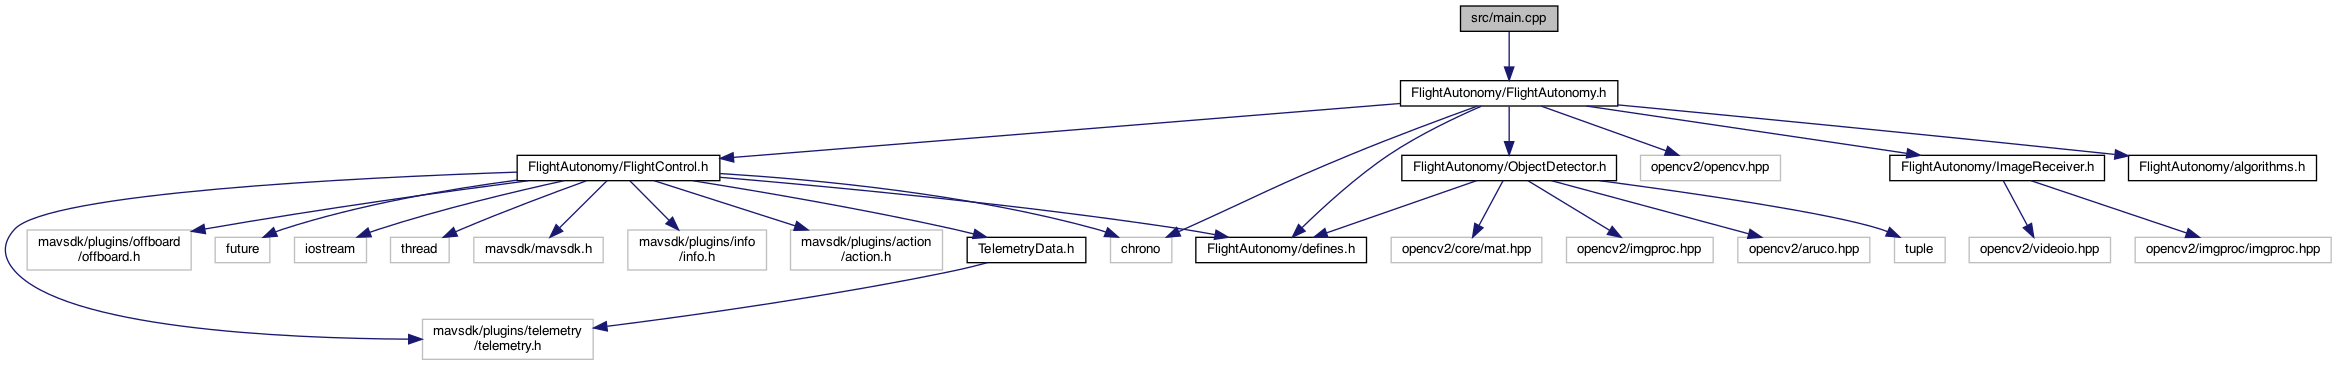 src/main.cpp
FlightAutonomy/FlightAutonomy.h
FlightAutonomy/FlightControl.h
FlightAutonomy/ObjectDetector.h
opencv2/opencv.hpp
FlightAutonomy/ImageReceiver.h
FlightAutonomy/algorithms.h
mavsdk/plugins/offboard
/offboard.h
future
iostream
thread
mavsdk/mavsdk.h
mavsdk/plugins/info
/info.h
mavsdk/plugins/action
/action.h
TelemetryData.h
chrono
FlightAutonomy/defines.h
opencv2/core/mat.hpp
opencv2/imgproc.hpp
opencv2/aruco.hpp
tuple
opencv2/videoio.hpp
opencv2/imgproc/imgproc.hpp
mavsdk/plugins/telemetry
/telemetry.h